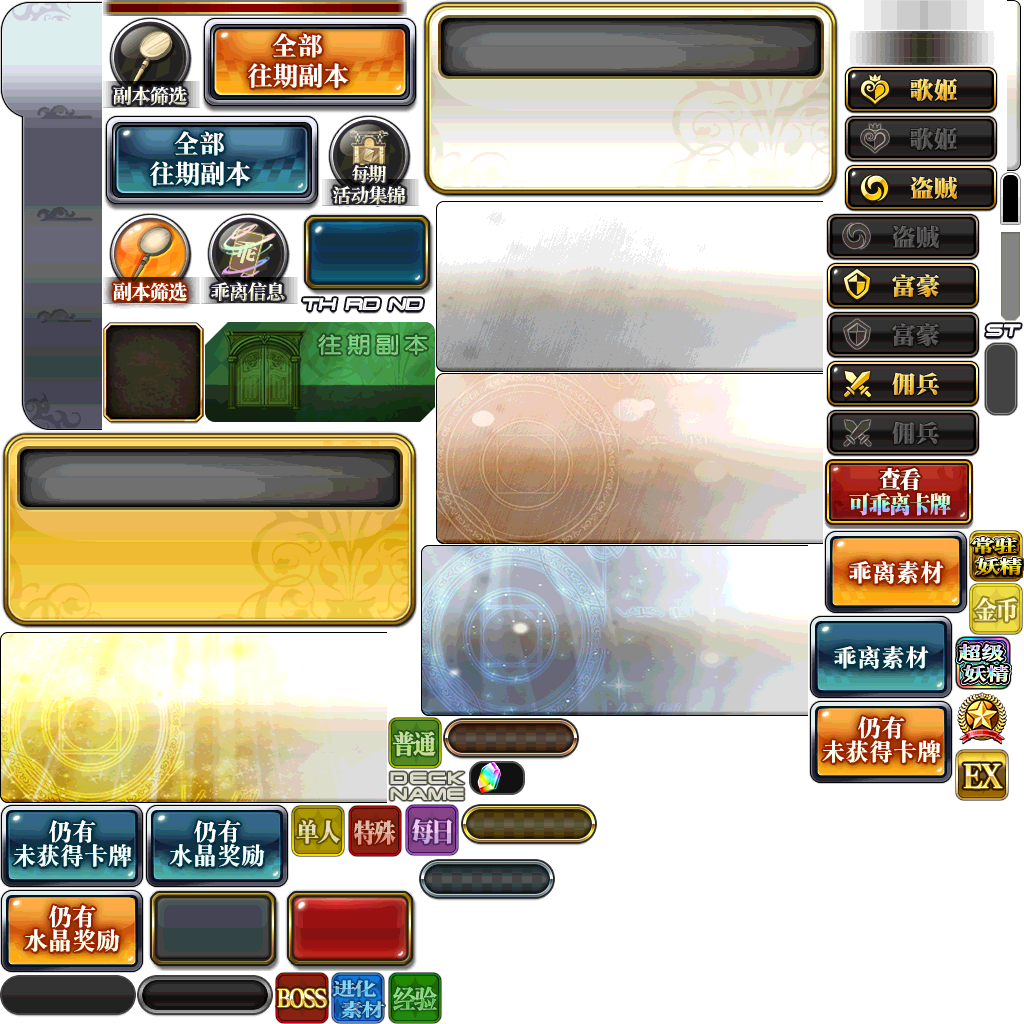 副本筛选
全部
往期副本
全部
往期副本
每期
活动集锦
副本筛选
乖离信息
TH RD ND
往期副本
歌姬
歌姬
盗贼
盗贼
富豪
富豪
ST
佣兵
佣兵
查看
可乖离卡牌
乖离素材
常驻
妖精
金币
乖离素材
超级
妖精
仍有
未获得卡牌
EX
普通
DECK
NAME
仍有
未获得卡牌
仍有
水晶奖励
单人
特殊
每日
仍有
水晶奖励
BOSS
进化
素材
经验